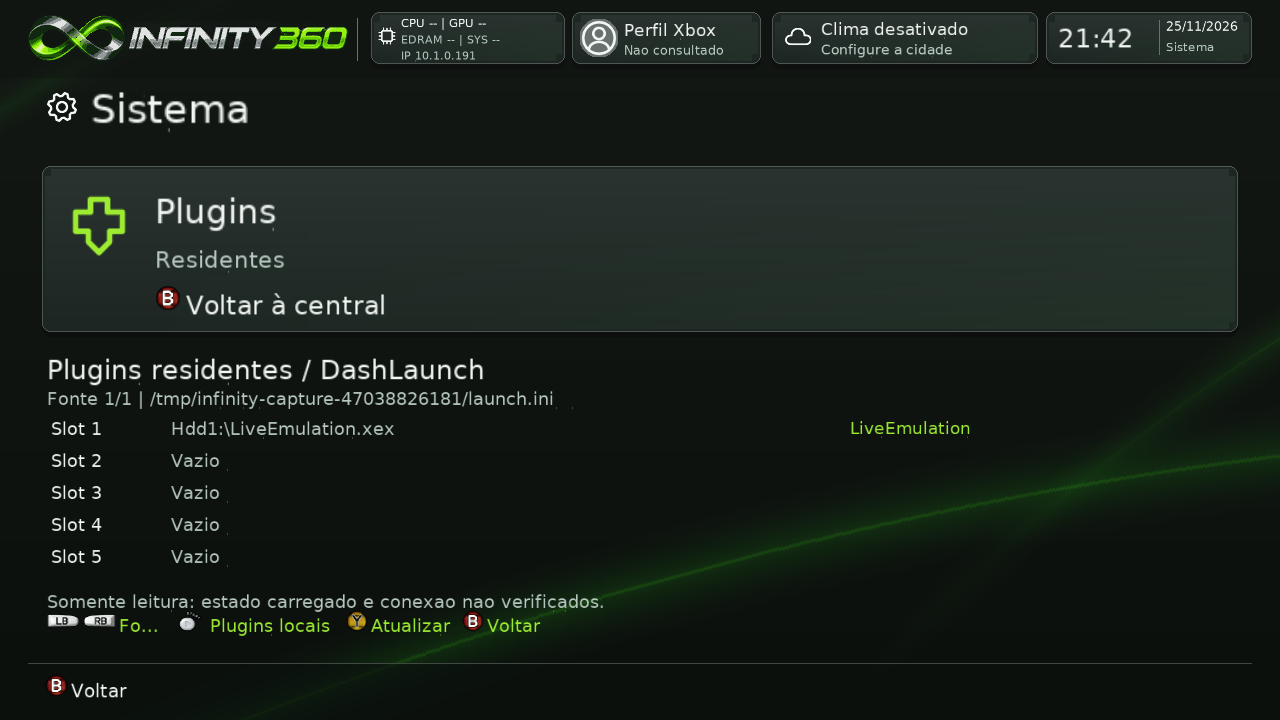 INFINITY 360
CPU -- | GPU --
EDRAM -- | SYS --
IP 10.1.0.191
Perfil Xbox
Nao consultado
Clima desativado
Configure a cidade
21:42
25/11/2026
Sistema
Sistema
Plugins
Residentes
B Voltar à central
Plugins residentes / DashLaunch
Fonte 1/1 | /tmp/infinity-capture-47038826181/launch.ini
Slot 1 Hdd1:\LiveEmulation.xex LiveEmulation
Slot 2 Vazio
Slot 3 Vazio
Slot 4 Vazio
Slot 5 Vazio
Somente leitura: estado carregado e conexao nao verificados.
LB RB Fo... Plugins locais Y Atualizar B Voltar
B Voltar